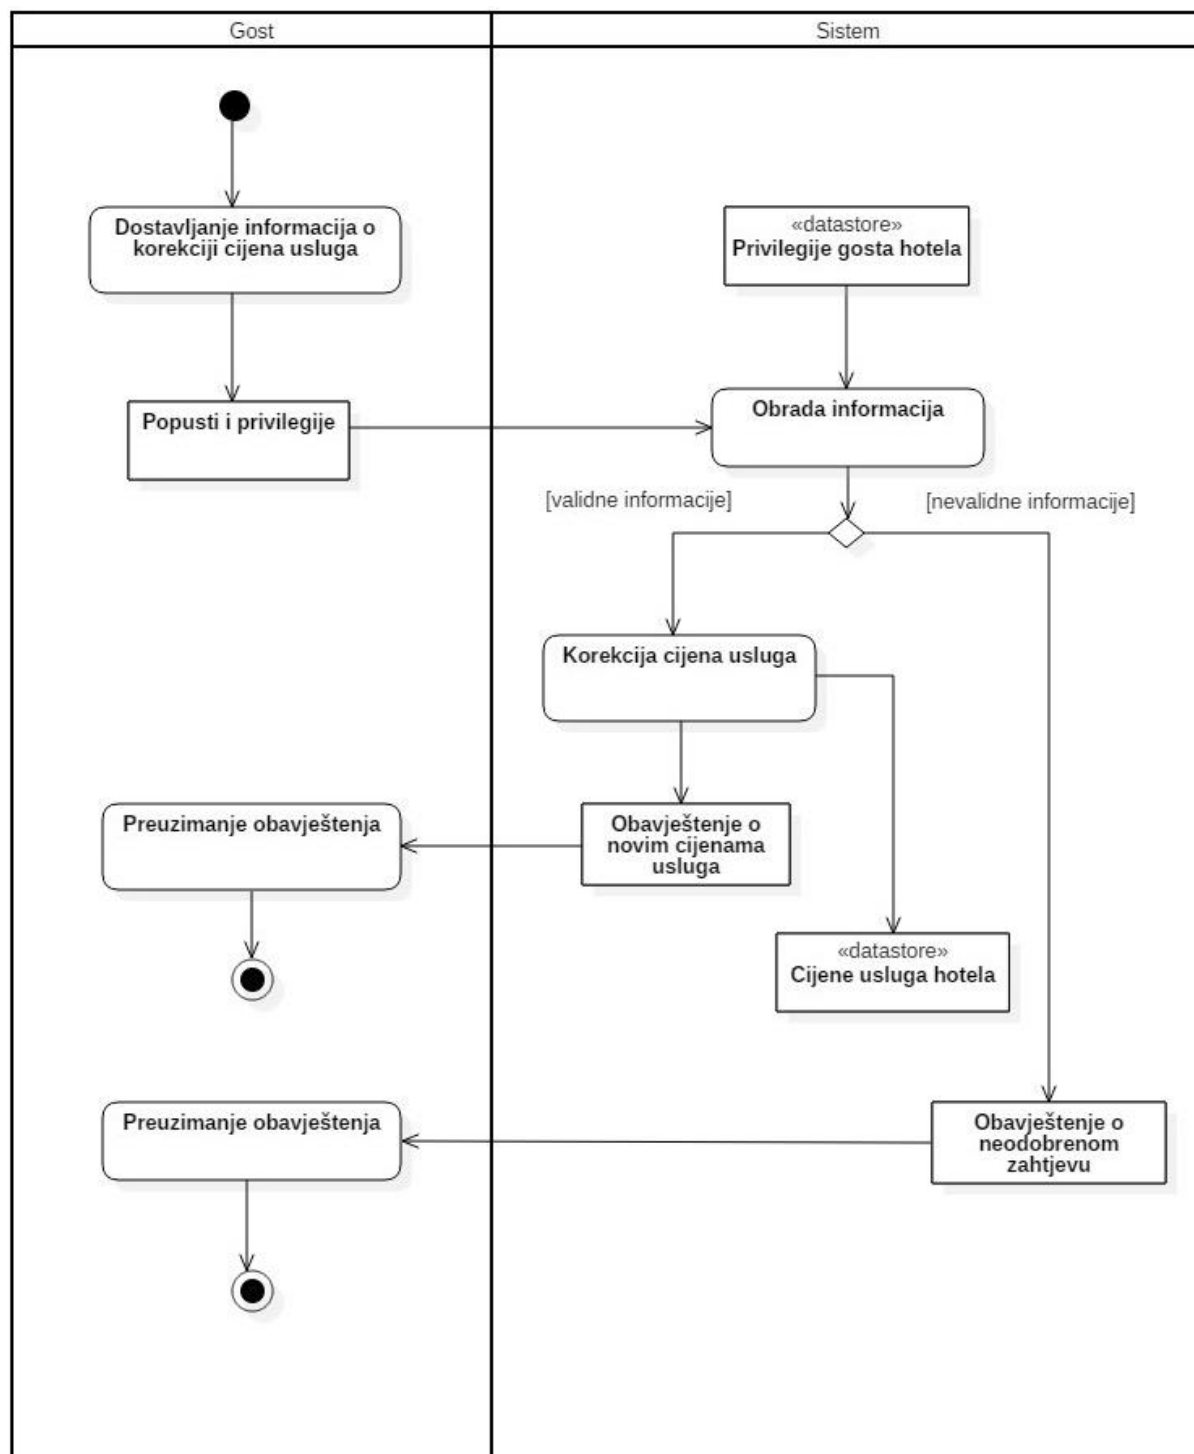 Gost
Sistem
Dostavljanje informacija o
korekciji cijena usluga
«datastore»
Privilegije gosta hotela
Popusti i privilegije
Obrada informacija
[validne informacije]
[nevalidne informacije]
Korekcija cijena usluga
Preuzimanje obavještenja
Obavještenje o
novim cijenama
usluga
«datastore»
Cijene usluga hotela
Preuzimanje obavještenja
Obavještenje o
neodobrenom
zahtjevu